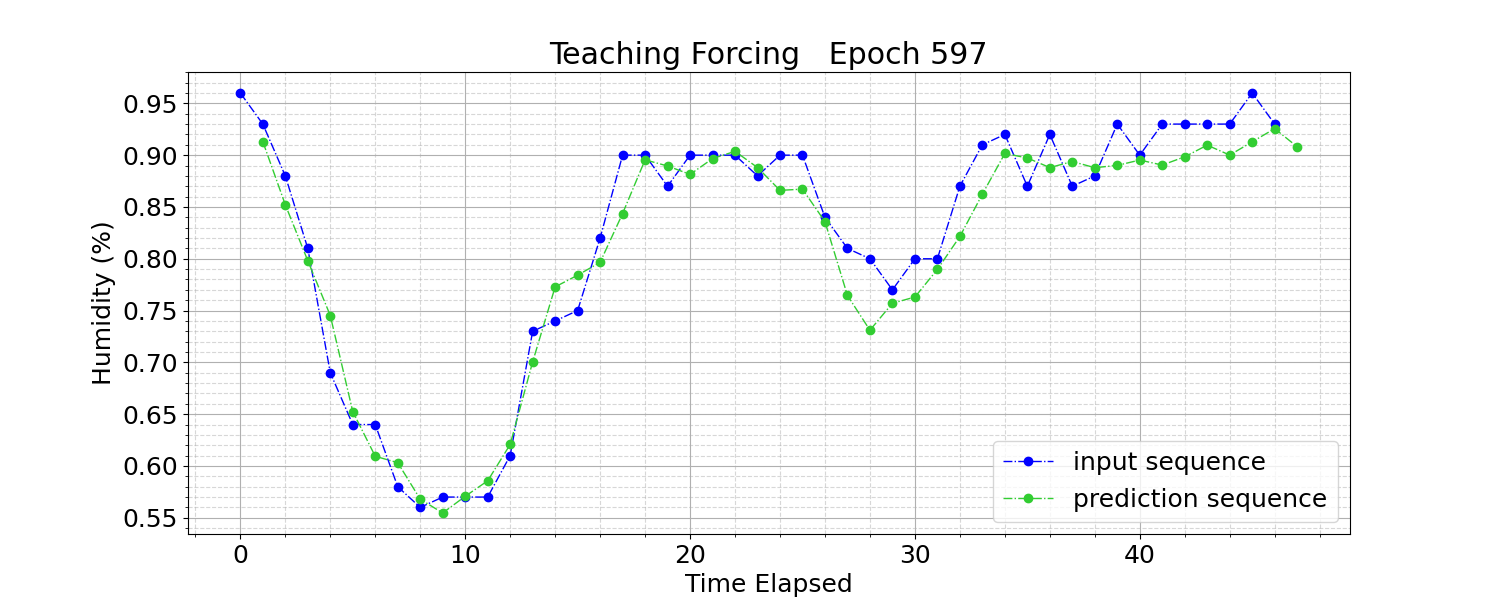 Teaching Forcing   Epoch 597
0.95
0.90
0.85
0.80
0.75
0.70
0.65
0.60
0.55
Humidity (%)
input sequence
prediction sequence
0 10 20 30 40
Time Elapsed